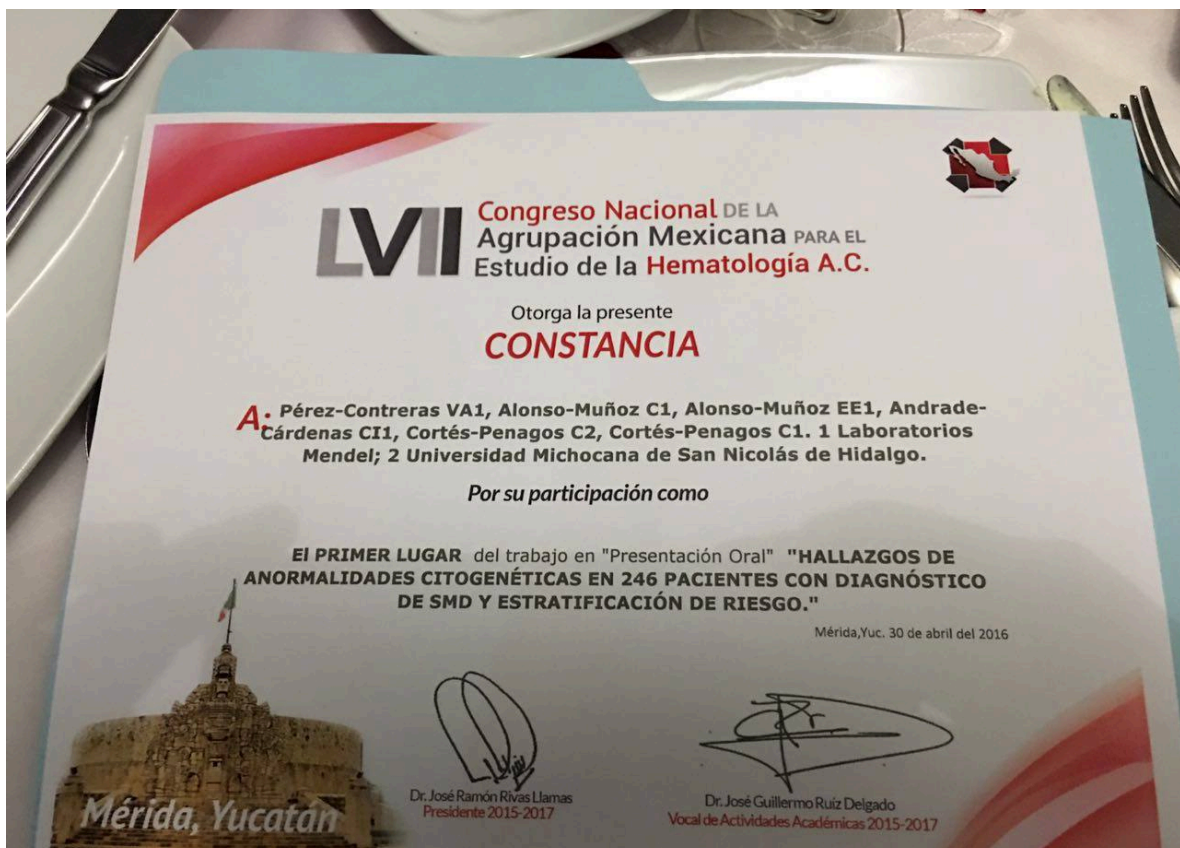 LVII
Congreso Nacional DE LA
Agrupación Mexicana PARA EL
Estudio de la Hematología A.C.
Otorga la presente
CONSTANCIA
A: Pérez-Contreras VA1, Alonso-Muñoz C1, Alonso-Muñoz EE1, Andrade-
Cárdenas CI1, Cortés-Penagos C2, Cortés-Penagos C1. 1 Laboratorios
Mendel; 2 Universidad Michocana de San Nicolás de Hidalgo.
Por su participación como
El PRIMER LUGAR del trabajo en "Presentación Oral" "HALLAZGOS DE
ANORMALIDADES CITOGENÉTICAS EN 246 PACIENTES CON DIAGNÓSTICO
DE SMD Y ESTRATIFICACIÓN DE RIESGO."
Mérida,Yuc. 30 de abril del 2016
Dr. José Ramón Rivas Llamas
Presidente 2015-2017
Dr. José Guillermo Ruíz Delgado
Vocal de Actividades Académicas 2015-2017
Mérida, Yucatán